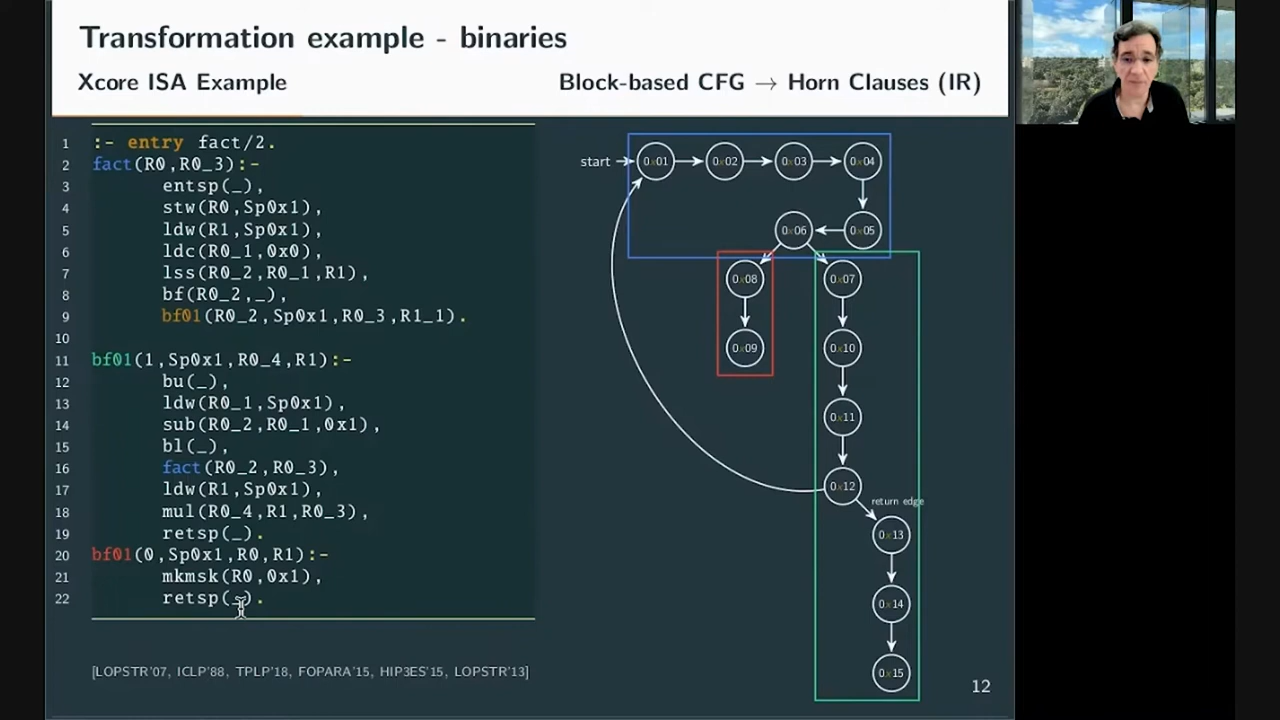 Transformation example - binaries
Xcore ISA Example
Block-based CFG → Horn Clauses (IR)
1 :- entry fact/2.
2 fact(R0,R0_3):-
3 entsp(_),
4 stw(R0,Sp0x1),
5 ldw(R1,Sp0x1),
6 ldc(R0_1,0x0),
7 lss(R0_2,R0_1,R1),
8 bf(R0_2,_),
9 bf01(R0_2,Sp0x1,R0_3,R1_1).
10
11 bf01(1,Sp0x1,R0_4,R1):-
12 bu(_),
13 ldw(R0_1,Sp0x1),
14 sub(R0_2,R0_1,0x1),
15 bl(_),
16 fact(R0_2,R0_3),
17 ldw(R1,Sp0x1),
18 mul(R0_4,R1,R0_3),
19 retsp(_).
20 bf01(0,Sp0x1,R0,R1):-
21 mkmsk(R0,0x1),
22 retsp(_).
start 0x01 0x02 0x03 0x04
0x06 0x05
0x08 0x07
0x09 0x10
0x11
0x12
return edge
0x13
0x14
0x15
[LOPSTR'07, ICLP'88, TPLP'18, FOPARA'15, HIP3ES'15, LOPSTR'13]
12